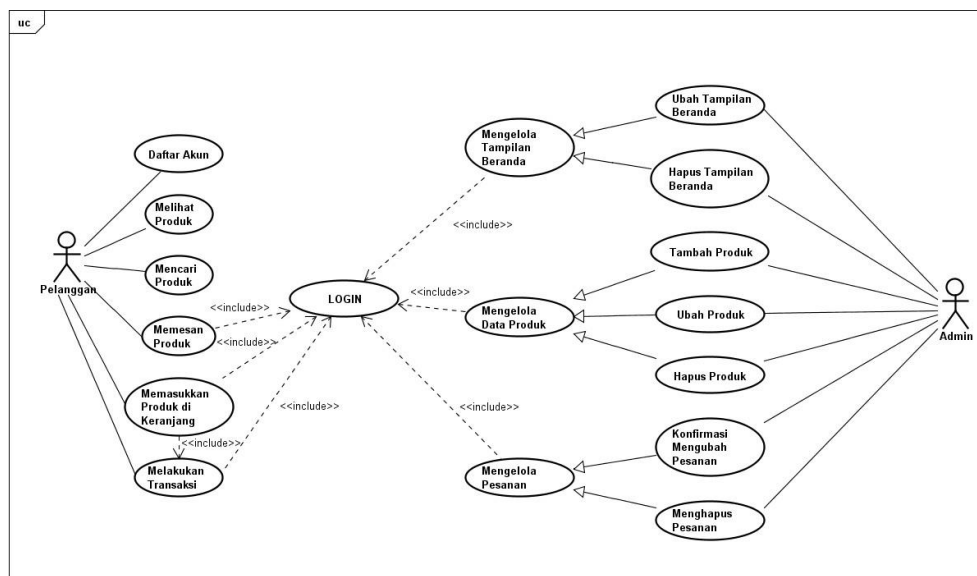 uc
Daftar Akun
Melihat
Produk
Mencari
Produk
Pelanggan
Memesan
Produk
Memasukkan
Produk di
Keranjang
Melakukan
Transaksi
<<include>>
<<include>>
<<include>>
<<include>>
LOGIN
<<include>>
<<include>>
<<include>>
Mengelola
Tampilan
Beranda
Mengelola
Data Produk
Mengelola
Pesanan
Ubah Tampilan
Beranda
Hapus Tampilan
Beranda
Tambah Produk
Ubah Produk
Hapus Produk
Konfirmasi
Mengubah
Pesanan
Menghapus
Pesanan
Admin